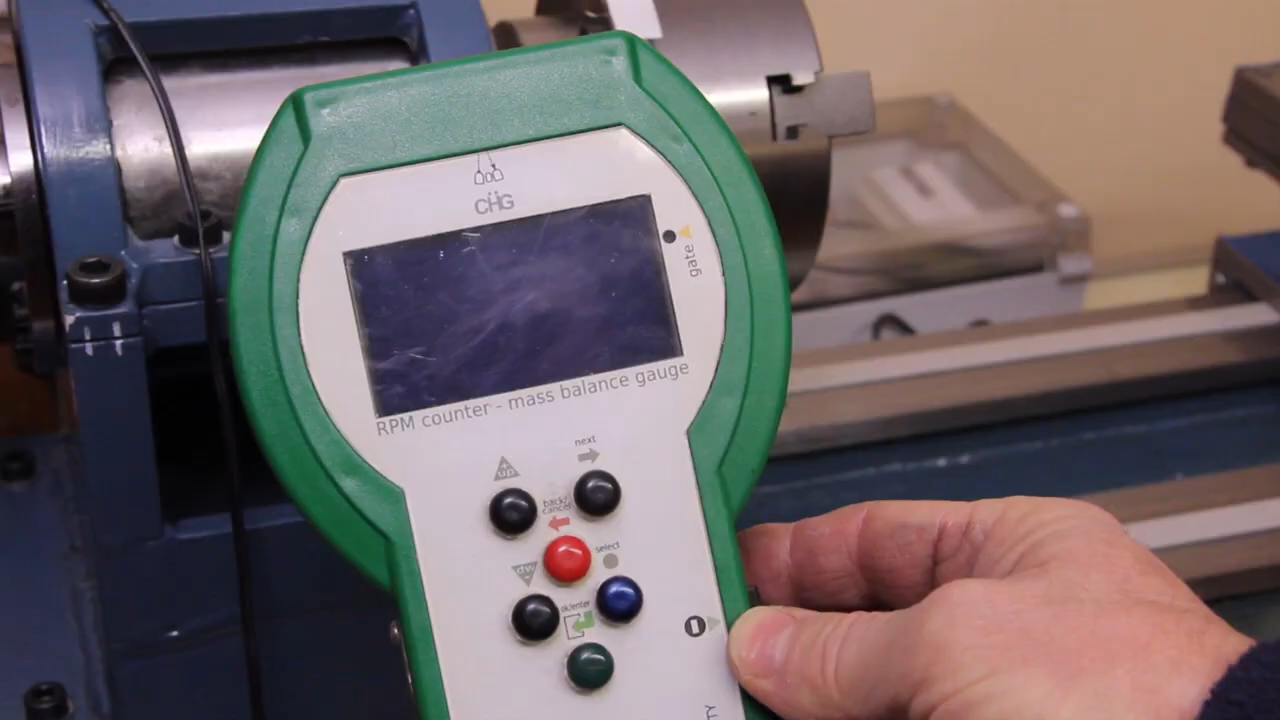 CHG
gate
RPM counter - mass balance gauge
next
+
up
back/
cancel
select
dw
ok/enter